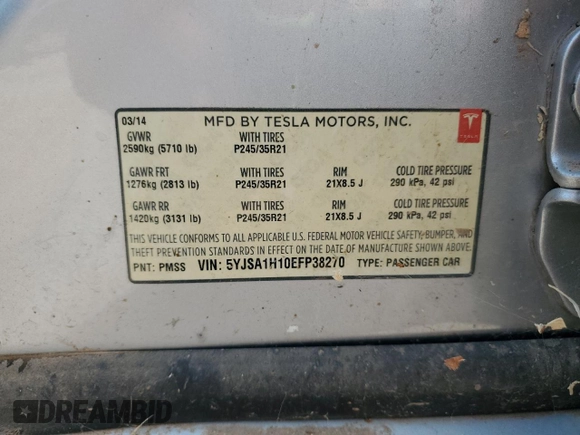 03/14
MFD BY TESLA MOTORS, INC.
TESLA
GVWR WITH TIRES
2590kg (5710 lb) P245/35R21
GAWR FRT WITH TIRES RIM COLD TIRE PRESSURE
1276kg (2813 lb) P245/35R21 21X8.5 J 290 kPa, 42 psi
GAWR RR WITH TIRES RIM COLD TIRE PRESSURE
1420kg (3131 lb) P245/35R21 21X8.5 J 290 kPa, 42 psi
THIS VEHICLE CONFORMS TO ALL APPLICABLE U.S. FEDERAL MOTOR VEHICLE SAFETY, BUMPER, AND
THEFT PREVENTION STANDARDS IN EFFECT ON THE DATE OF MANUFACTURE SHOWN ABOVE.
PNT: PMSS VIN: 5YJSA1H10EFP38270 TYPE: PASSENGER CAR
DREAMBID